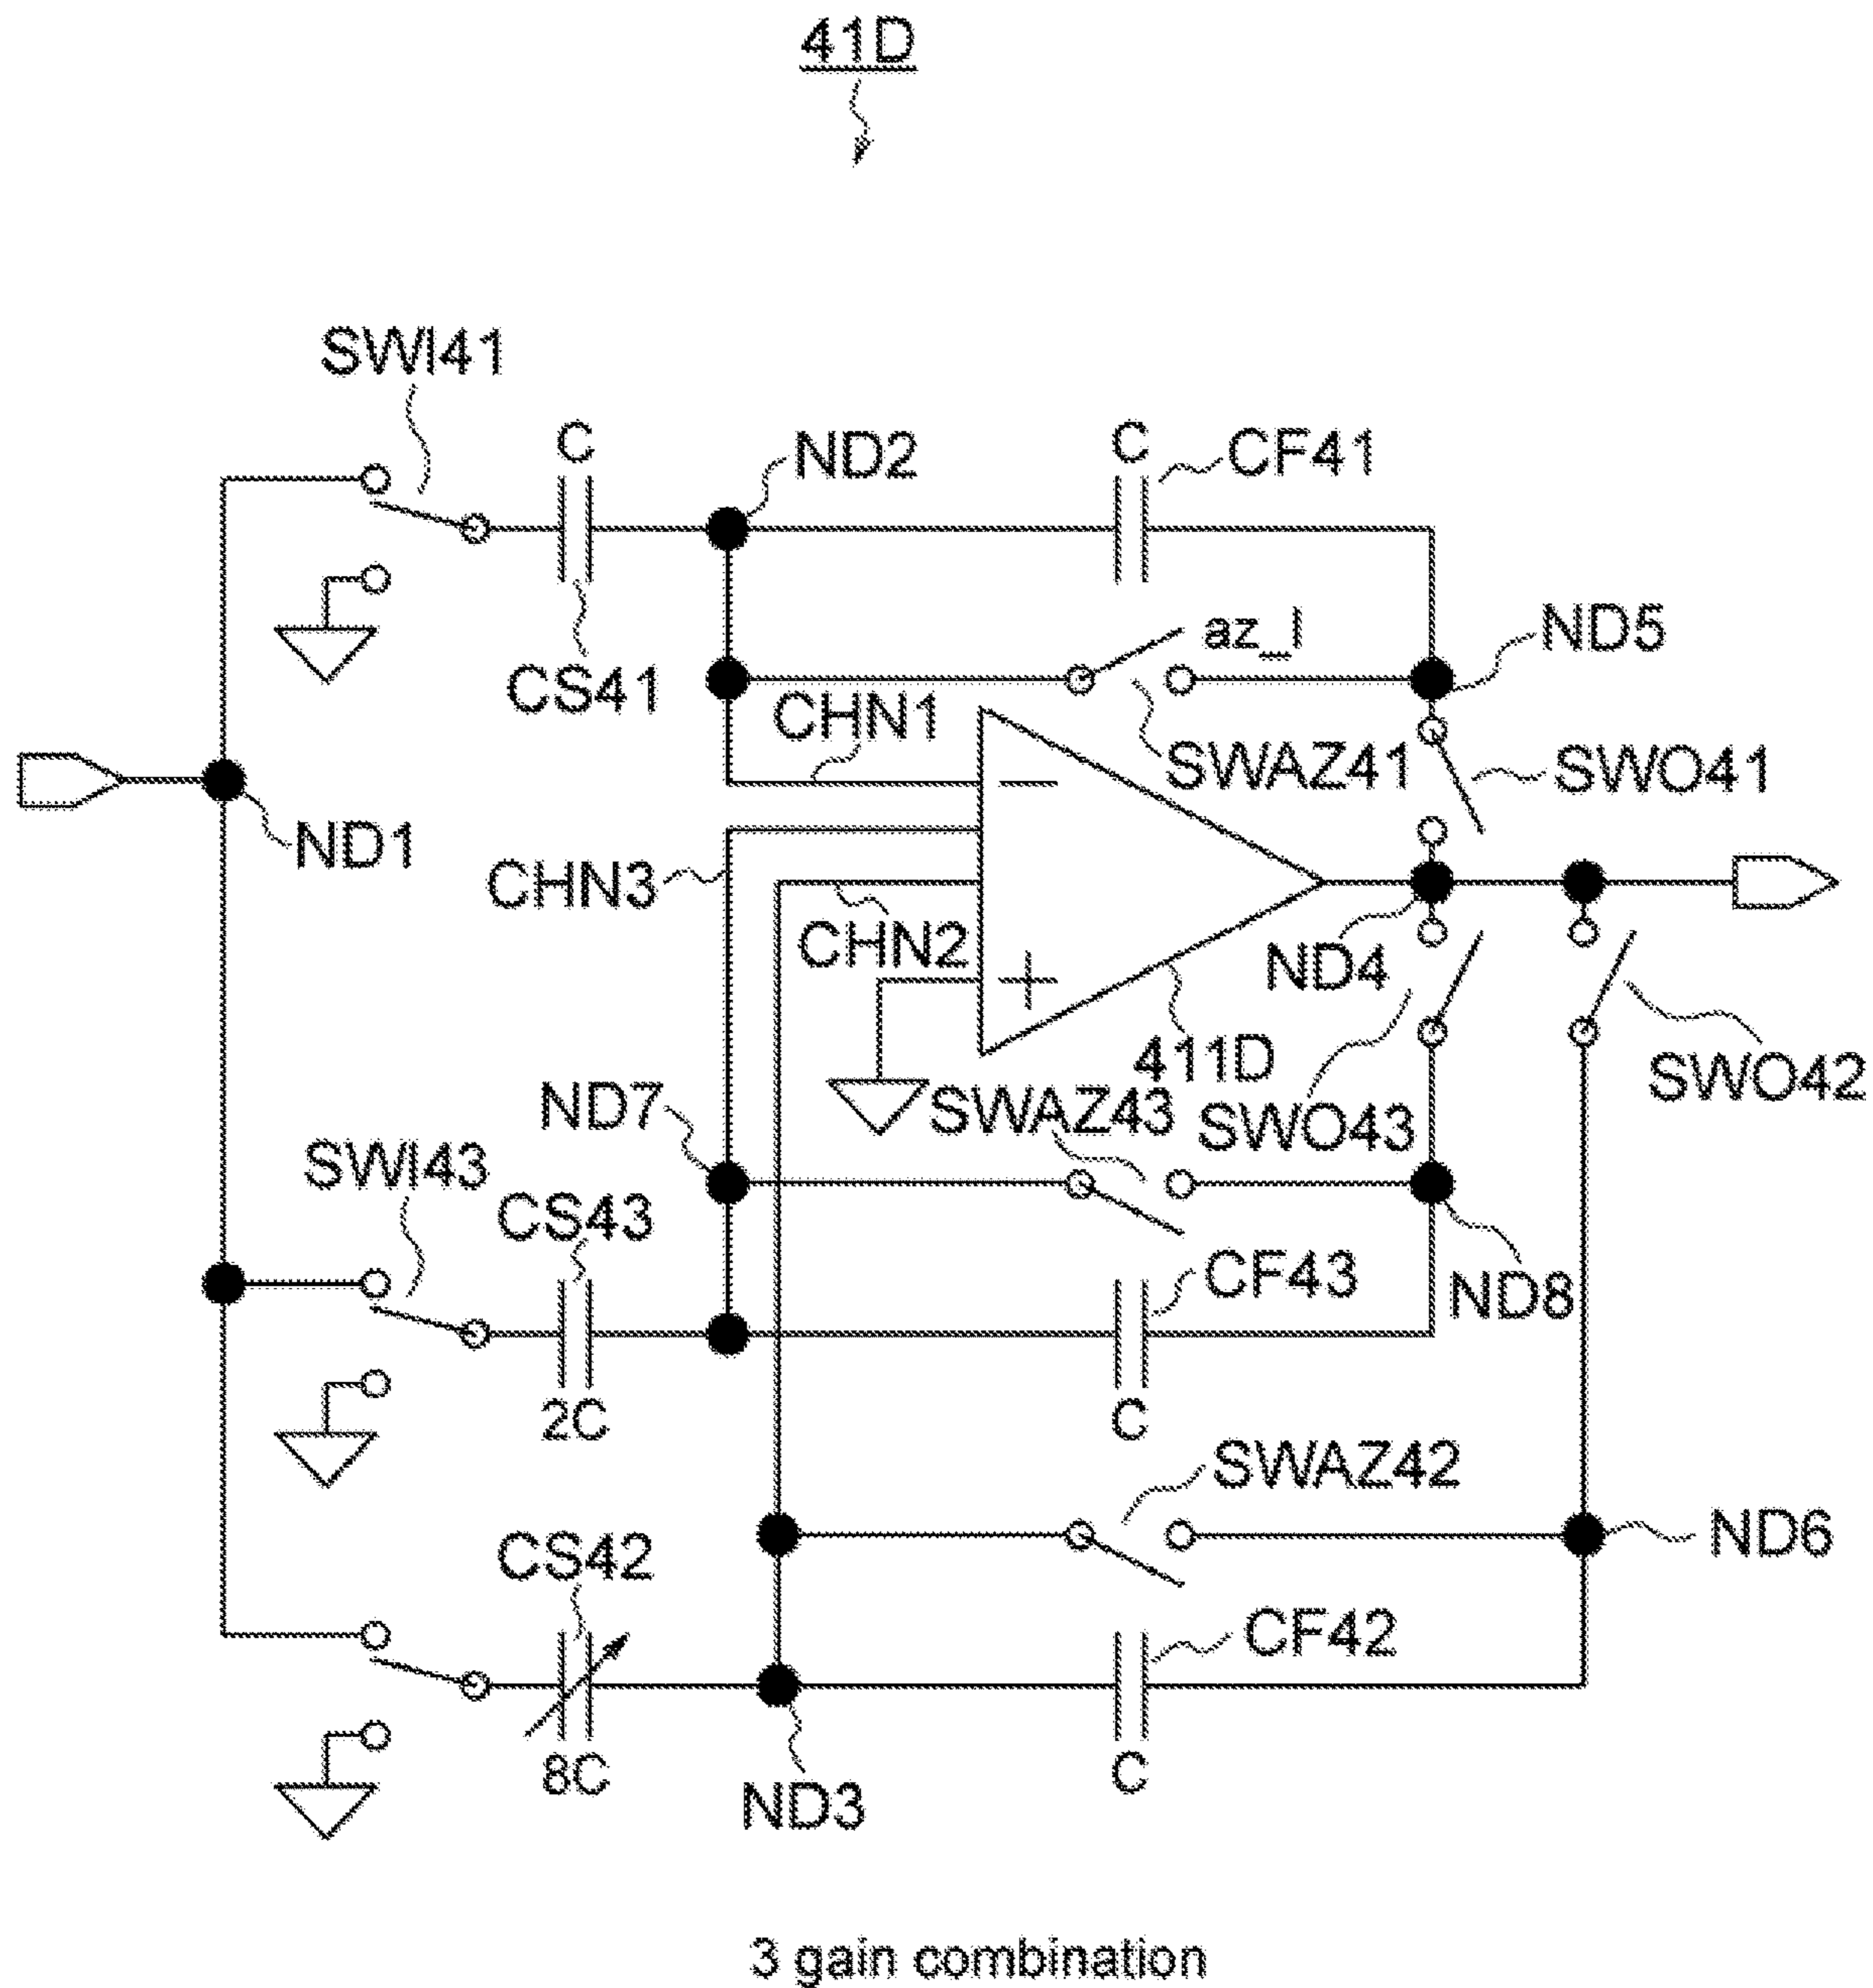 41D
SWI41
C
ND2
C
CF41
CS41
az_l
ND5
CHN1
SWAZ41
SWO41
ND1
CHN3
CHN2
ND4
411D
SWO42
ND7
SWAZ43
SWO43
SWI43
CS43
CF43
ND8
2C
C
SWAZ42
CS42
ND6
CF42
8C
ND3
C
3 gain combination